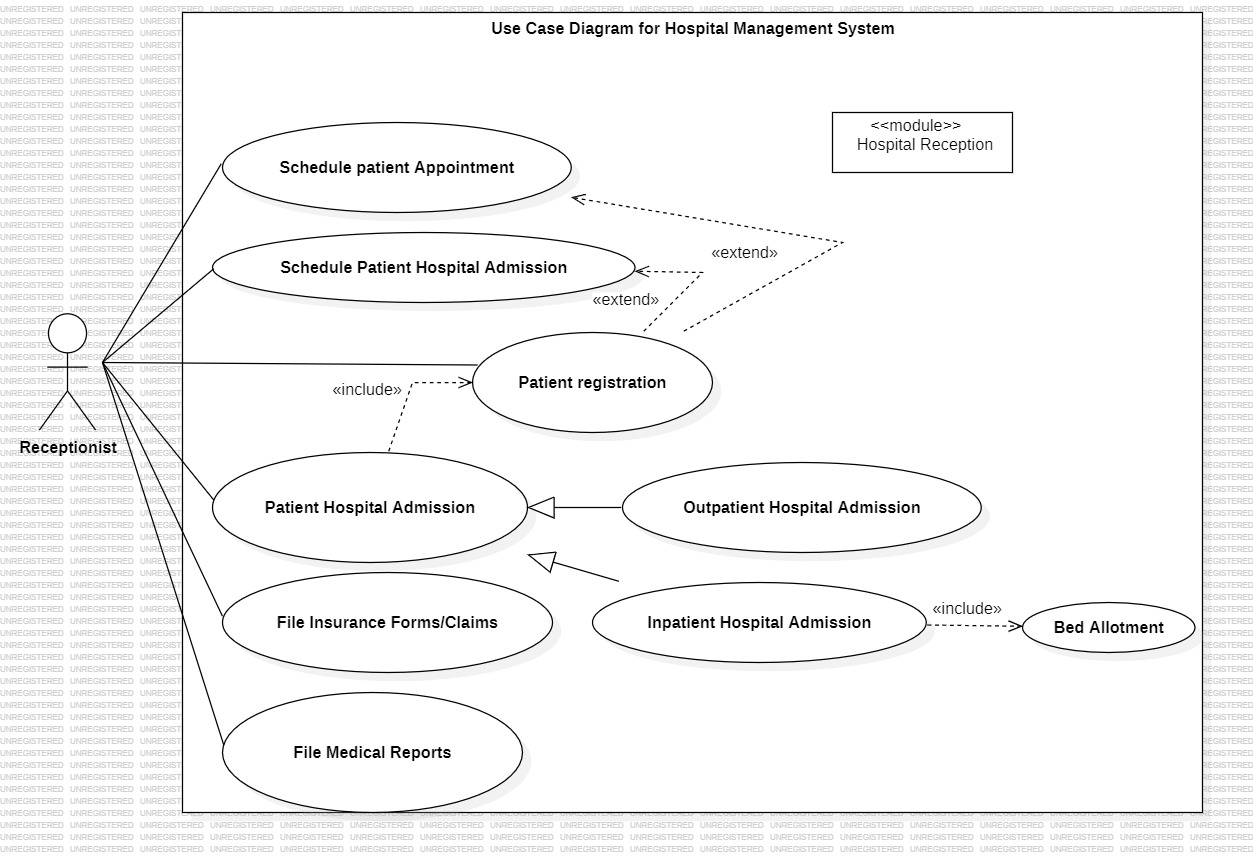 Use Case Diagram for Hospital Management System
<<module>>
Hospital Reception
Schedule patient Appointment
«extend»
Schedule Patient Hospital Admission
«extend»
Patient registration
«include»
Receptionist
Patient Hospital Admission
Outpatient Hospital Admission
File Insurance Forms/Claims
Inpatient Hospital Admission
«include»
Bed Allotment
File Medical Reports
UNREGISTERED